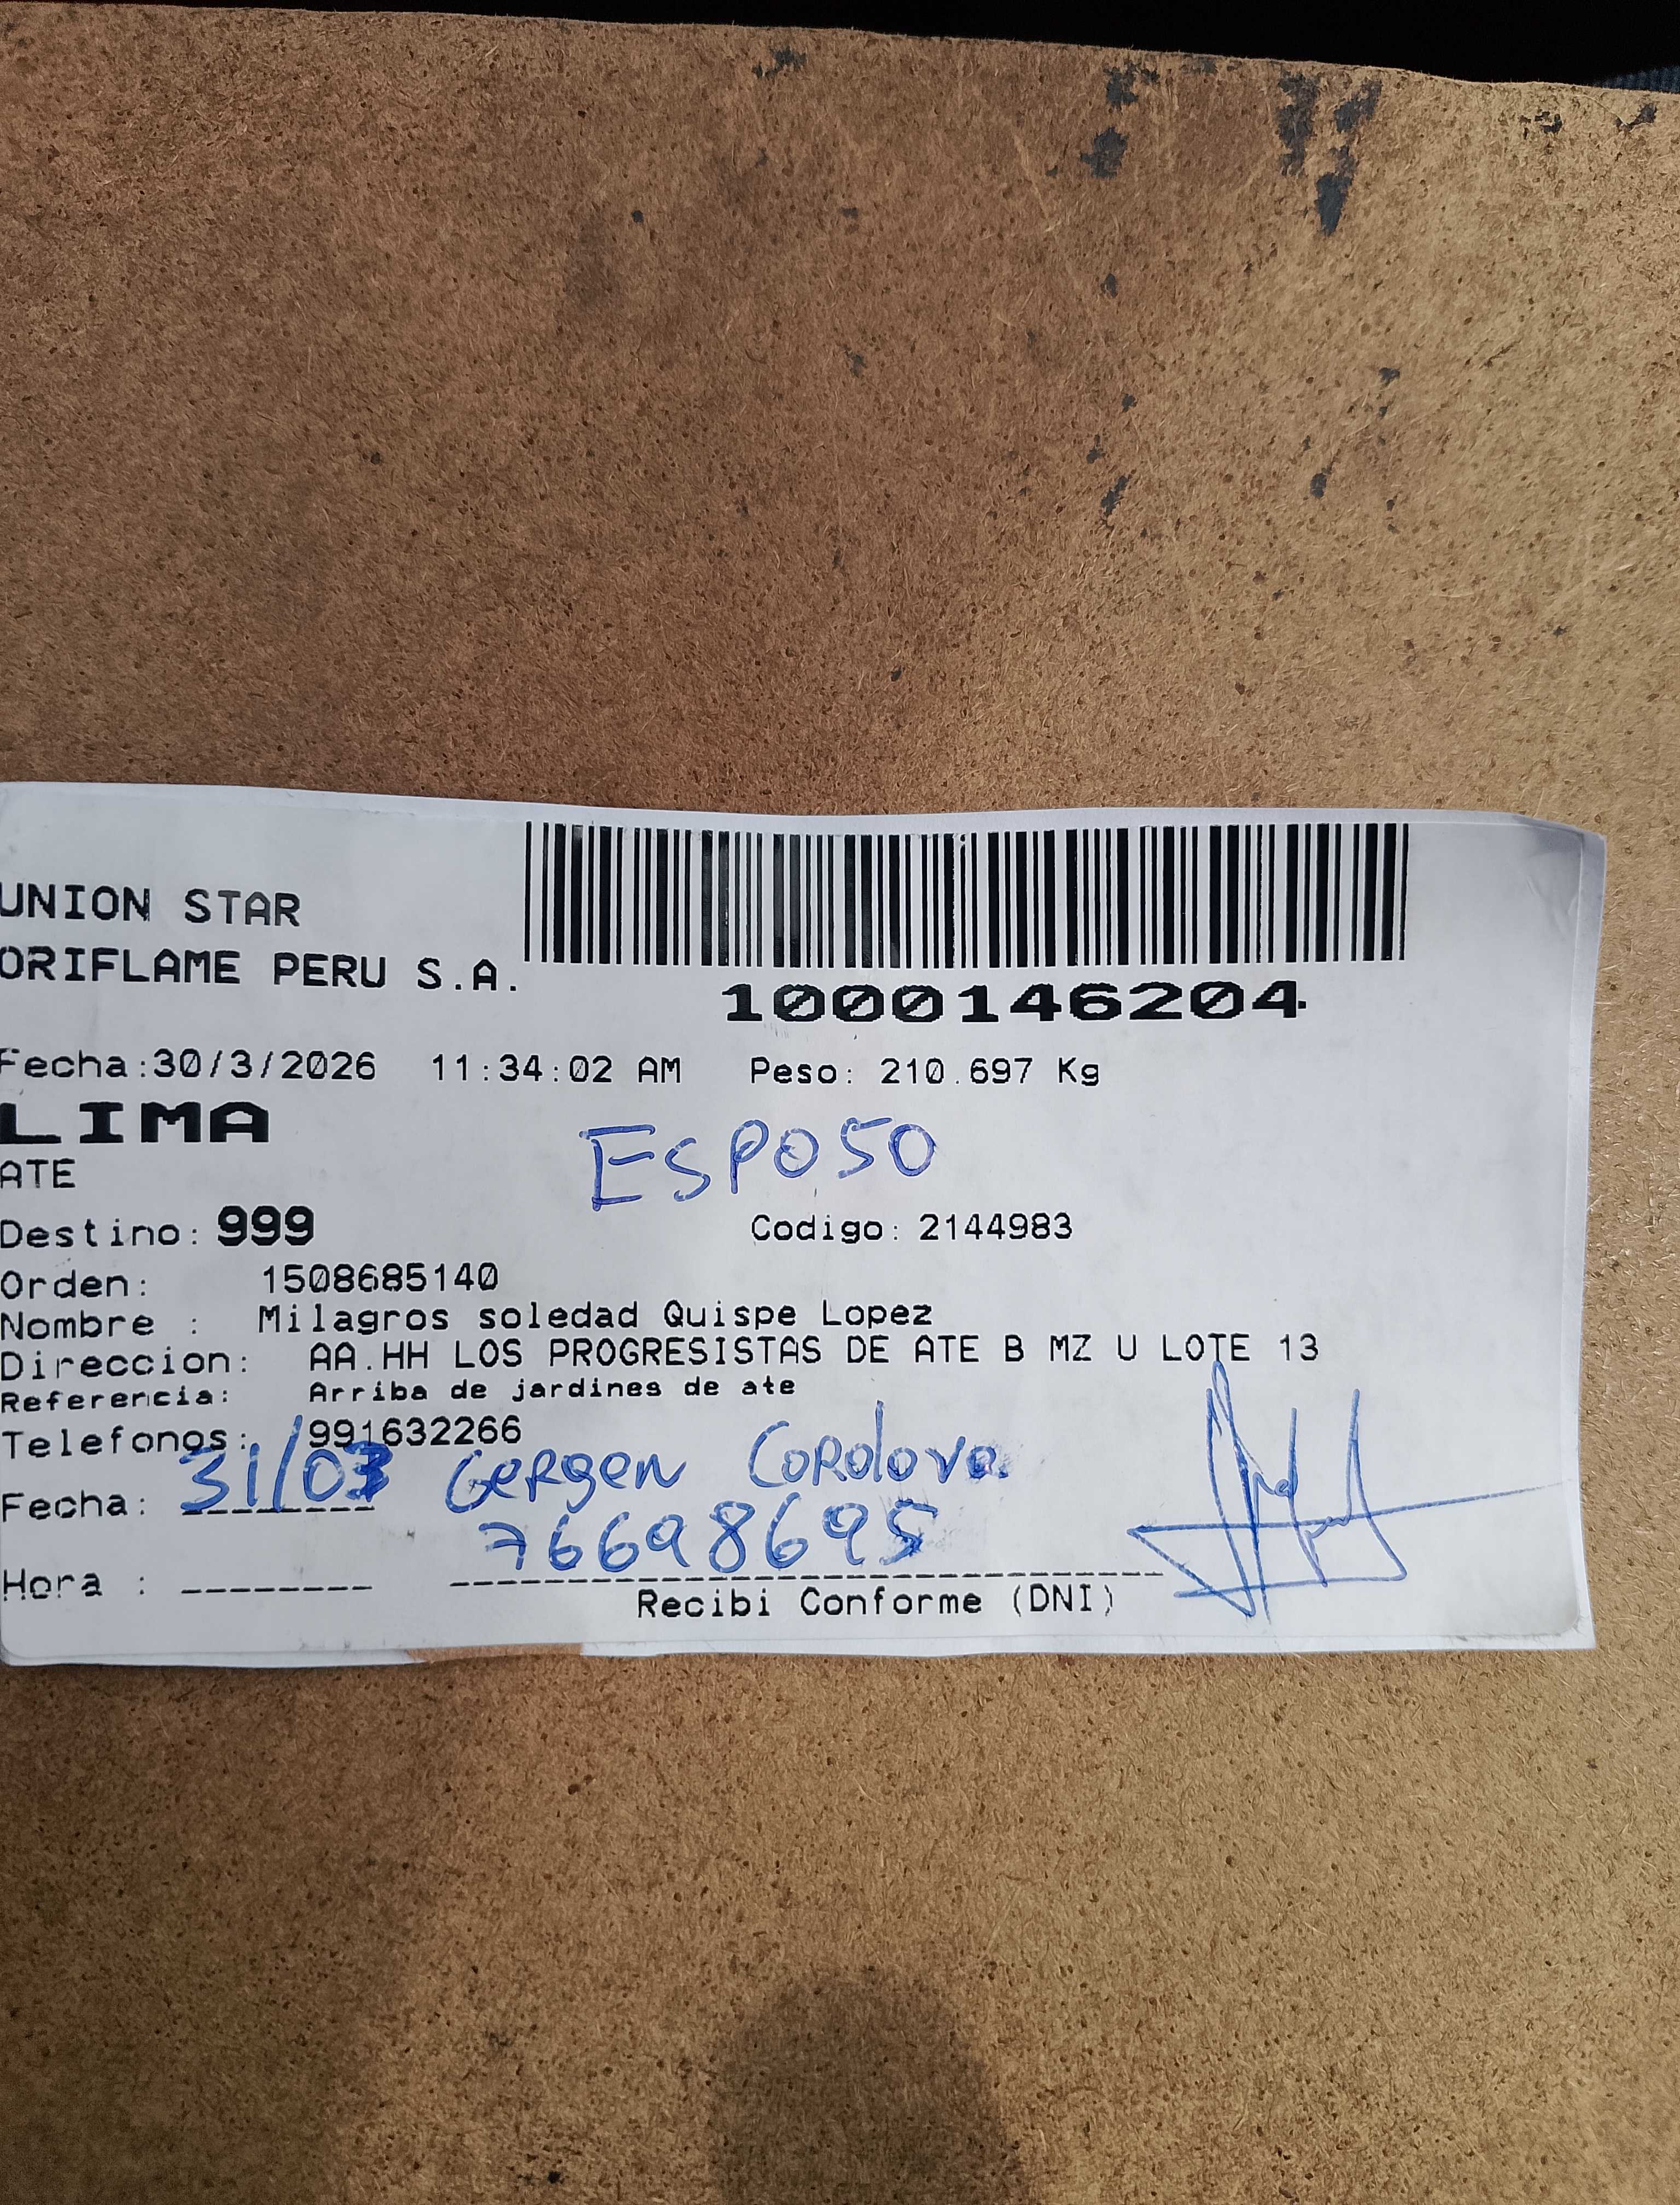 UNION STAR
ORIFLAME PERU S.A.
1000146204
Fecha:30/3/2026 11:34:02 AM Peso: 210.697 Kg
LIMA
ATE
ESPOSO
Destino: 999 Codigo: 2144983
Orden: 1508685140
Nombre : Milagros soledad Quispe Lopez
Direccion: AA.HH LOS PROGRESISTAS DE ATE B MZ U LOTE 13
Referencia: Arriba de jardines de ate
Telefonos: 991632266
Fecha: 31/03 Gergen Cordova
76698695
Hora :
Recibi Conforme (DNI)